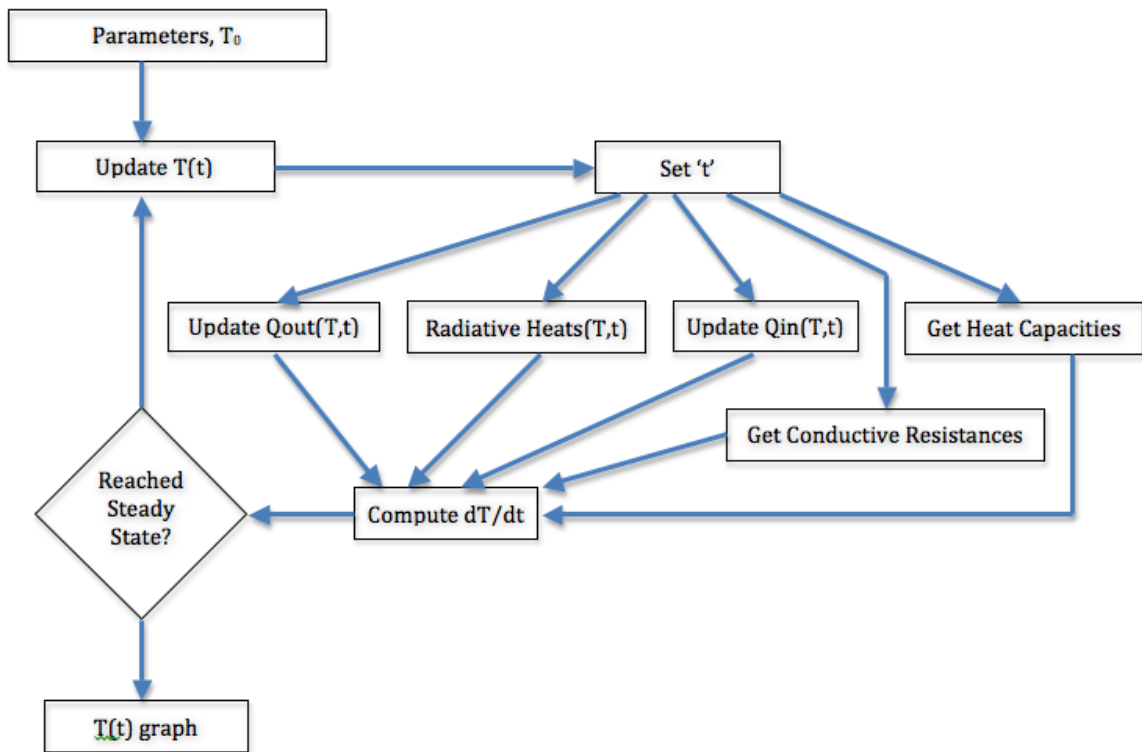 Parameters, T₀
Update T(t)
Set ‘t’
Update Qout(T,t)
Radiative Heats(T,t)
Update Qin(T,t)
Get Heat Capacities
Get Conductive Resistances
Reached
Steady
State?
Compute dT/dt
T(t) graph